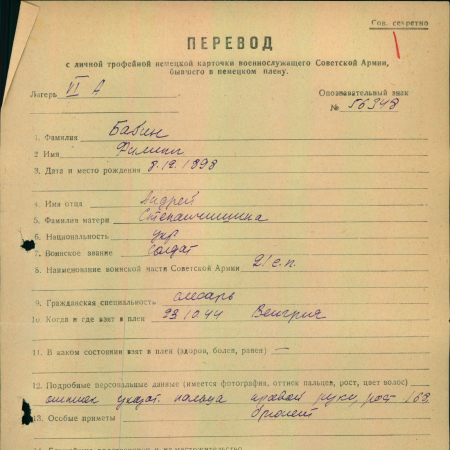 Сов. секретно
ПЕРЕВОД
с личной трофейной немецкой карточки военнослужащего Советской Армии,
бывшего в немецком плену.
Лагерь VI А
Опознавательный знак
№ 56348
1. Фамилия Бабин
2 Имя Филипп
3. Дата и место рождения 8.12.1898
4. Имя отца Андрей
5. Фамилия матери Степанчишина
6. Национальность укр
7. Воинское звание Солдат
8. Наименование воинской части Советской Армии 21 с.п.
9. Гражданская специальность слесарь
10. Когда и где взят в плен 23.10.44 Венгрия
11. В каком состоянии взят в плен (здоров, болен, ранен) —
12. Подробные персональные данные (имеется фотография, оттиск пальцев, рост, цвет волос)
оттиск указат. пальца правой руки, рост 169
13. Особые приметы брюнет